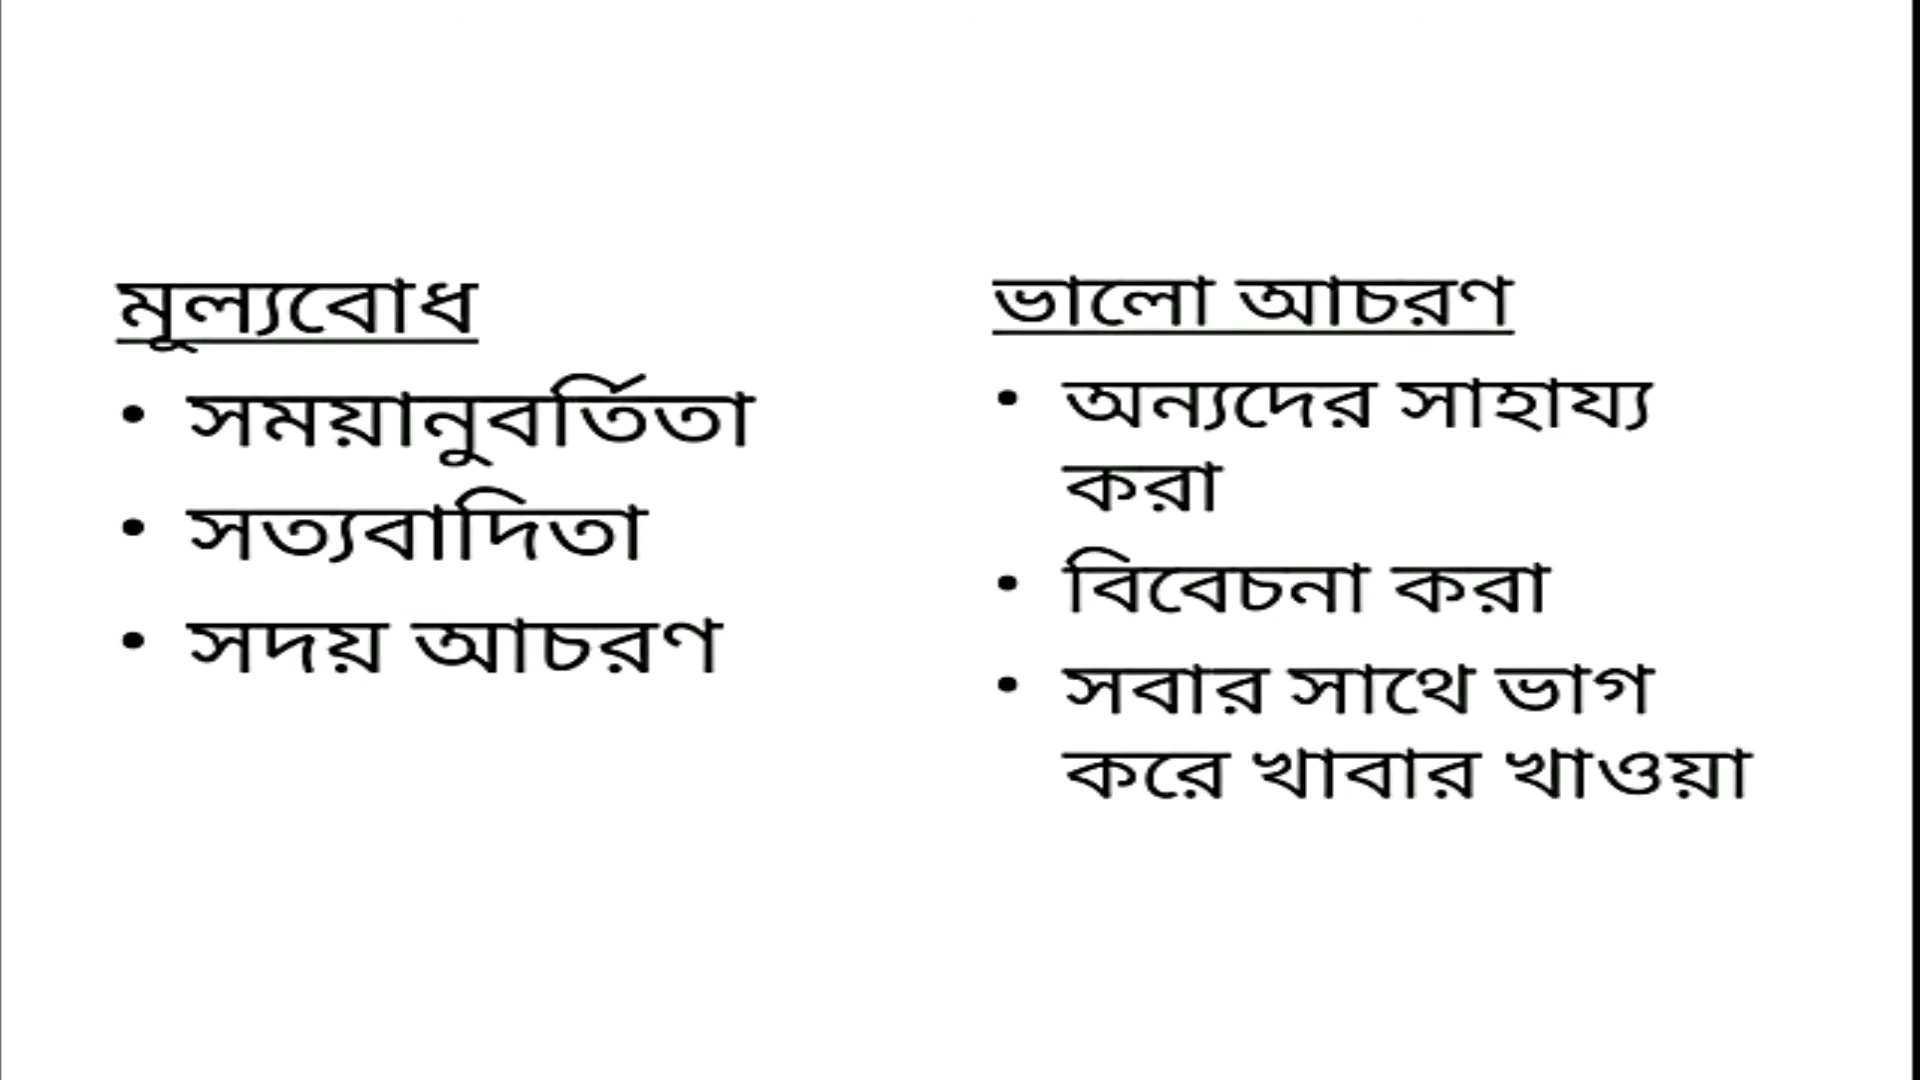 মূল্যবোধ
• সময়ানুবর্তিতা
• সত্যবাদিতা
• সদয় আচরণ
ভালো আচরণ
• অন্যদের সাহায্য
করা
• বিবেচনা করা
• সবার সাথে ভাগ
করে খাবার খাওয়া